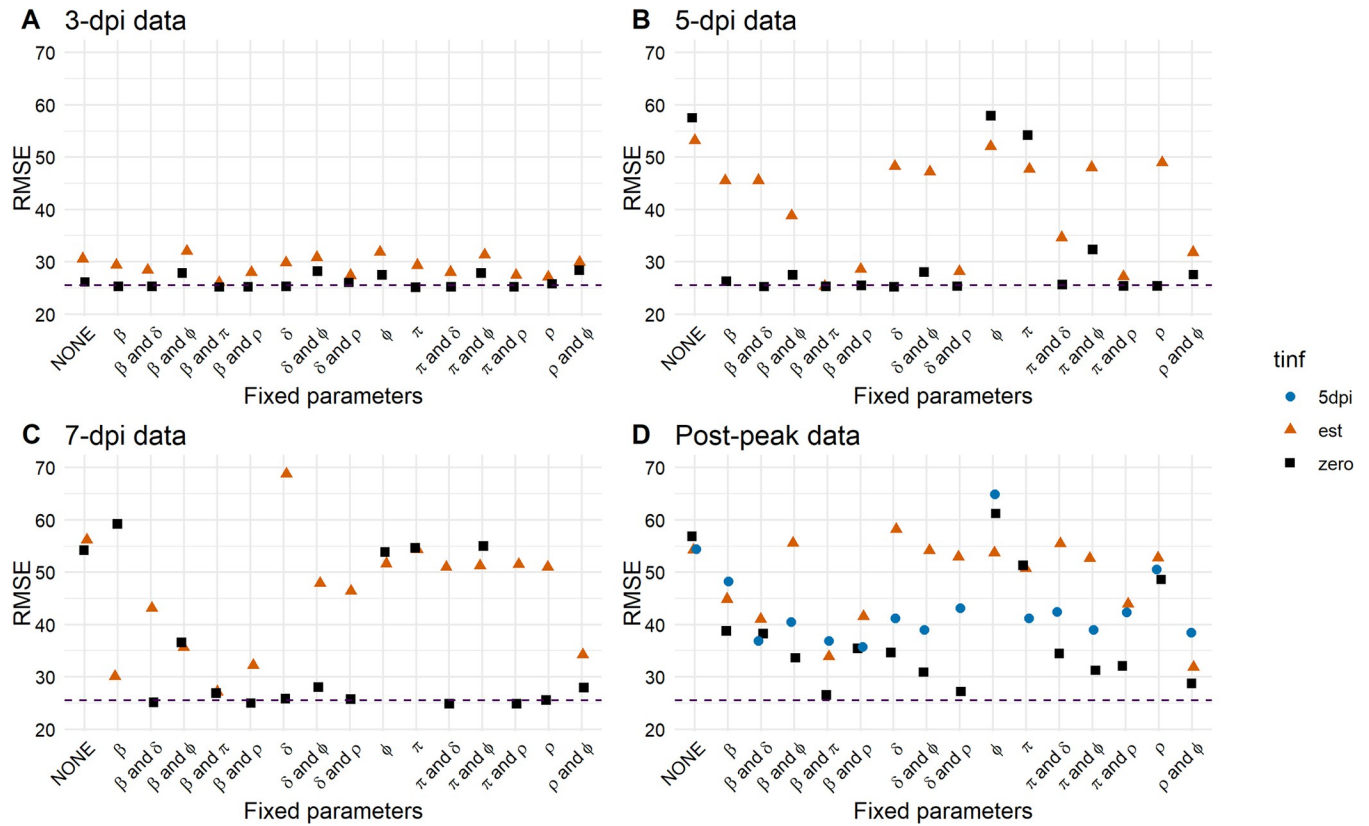 A 3-dpi data
70
60
50
40
30
20
RMSE
NONE
β
β and δ
β and ϕ
β and π
β and ρ
δ
δ and ϕ
δ and ρ
ϕ
π
π and δ
π and ϕ
π and ρ
ρ
ρ and ϕ
Fixed parameters
B 5-dpi data
70
60
50
40
30
20
RMSE
NONE
β
β and δ
β and ϕ
β and π
β and ρ
δ
δ and ϕ
δ and ρ
ϕ
π
π and δ
π and ϕ
π and ρ
ρ
ρ and ϕ
Fixed parameters
C 7-dpi data
70
60
50
40
30
20
RMSE
NONE
β
β and δ
β and ϕ
β and π
β and ρ
δ
δ and ϕ
δ and ρ
ϕ
π
π and δ
π and ϕ
π and ρ
ρ
ρ and ϕ
Fixed parameters
D Post-peak data
70
60
50
40
30
20
RMSE
NONE
β
β and δ
β and ϕ
β and π
β and ρ
δ
δ and ϕ
δ and ρ
ϕ
π
π and δ
π and ϕ
π and ρ
ρ
ρ and ϕ
Fixed parameters
tinf
5dpi
est
zero